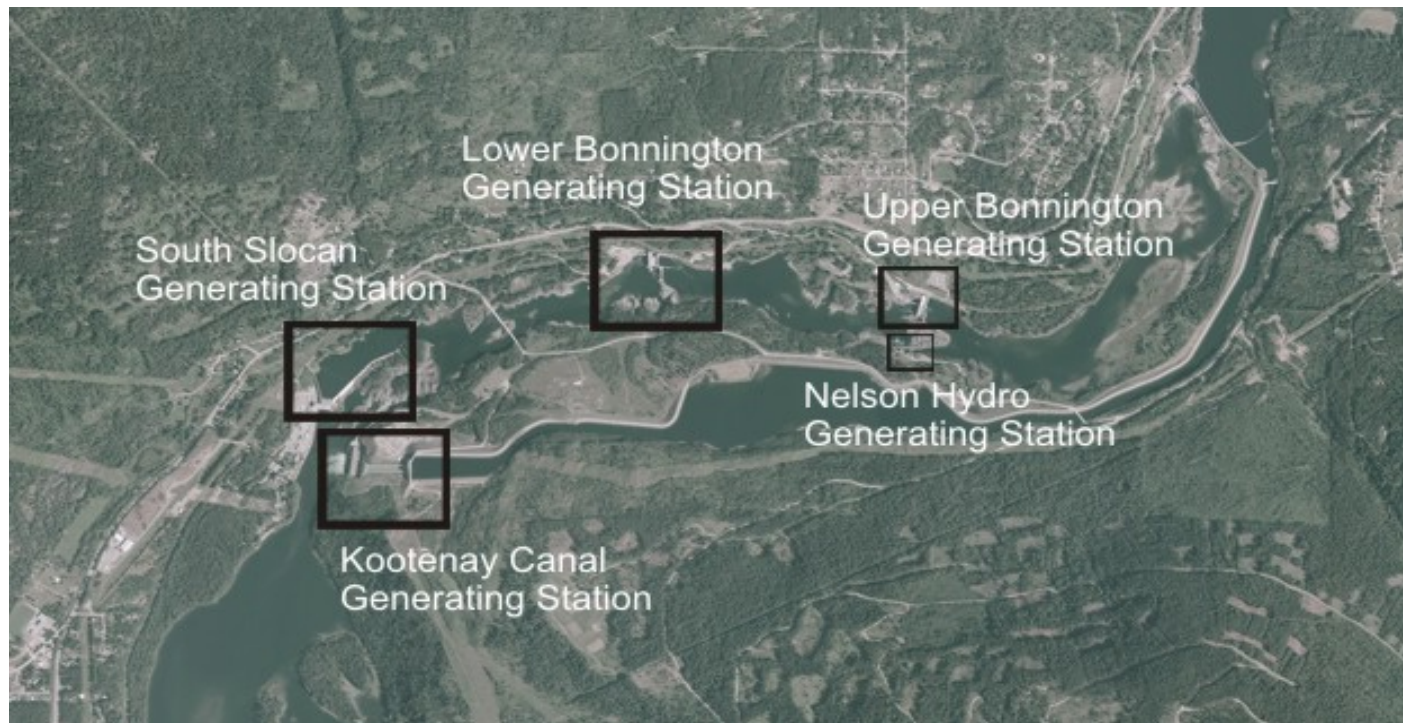 Lower Bonnington
Generating Station
Upper Bonnington
Generating Station
South Slocan
Generating Station
Nelson Hydro
Generating Station
Kootenay Canal
Generating Station